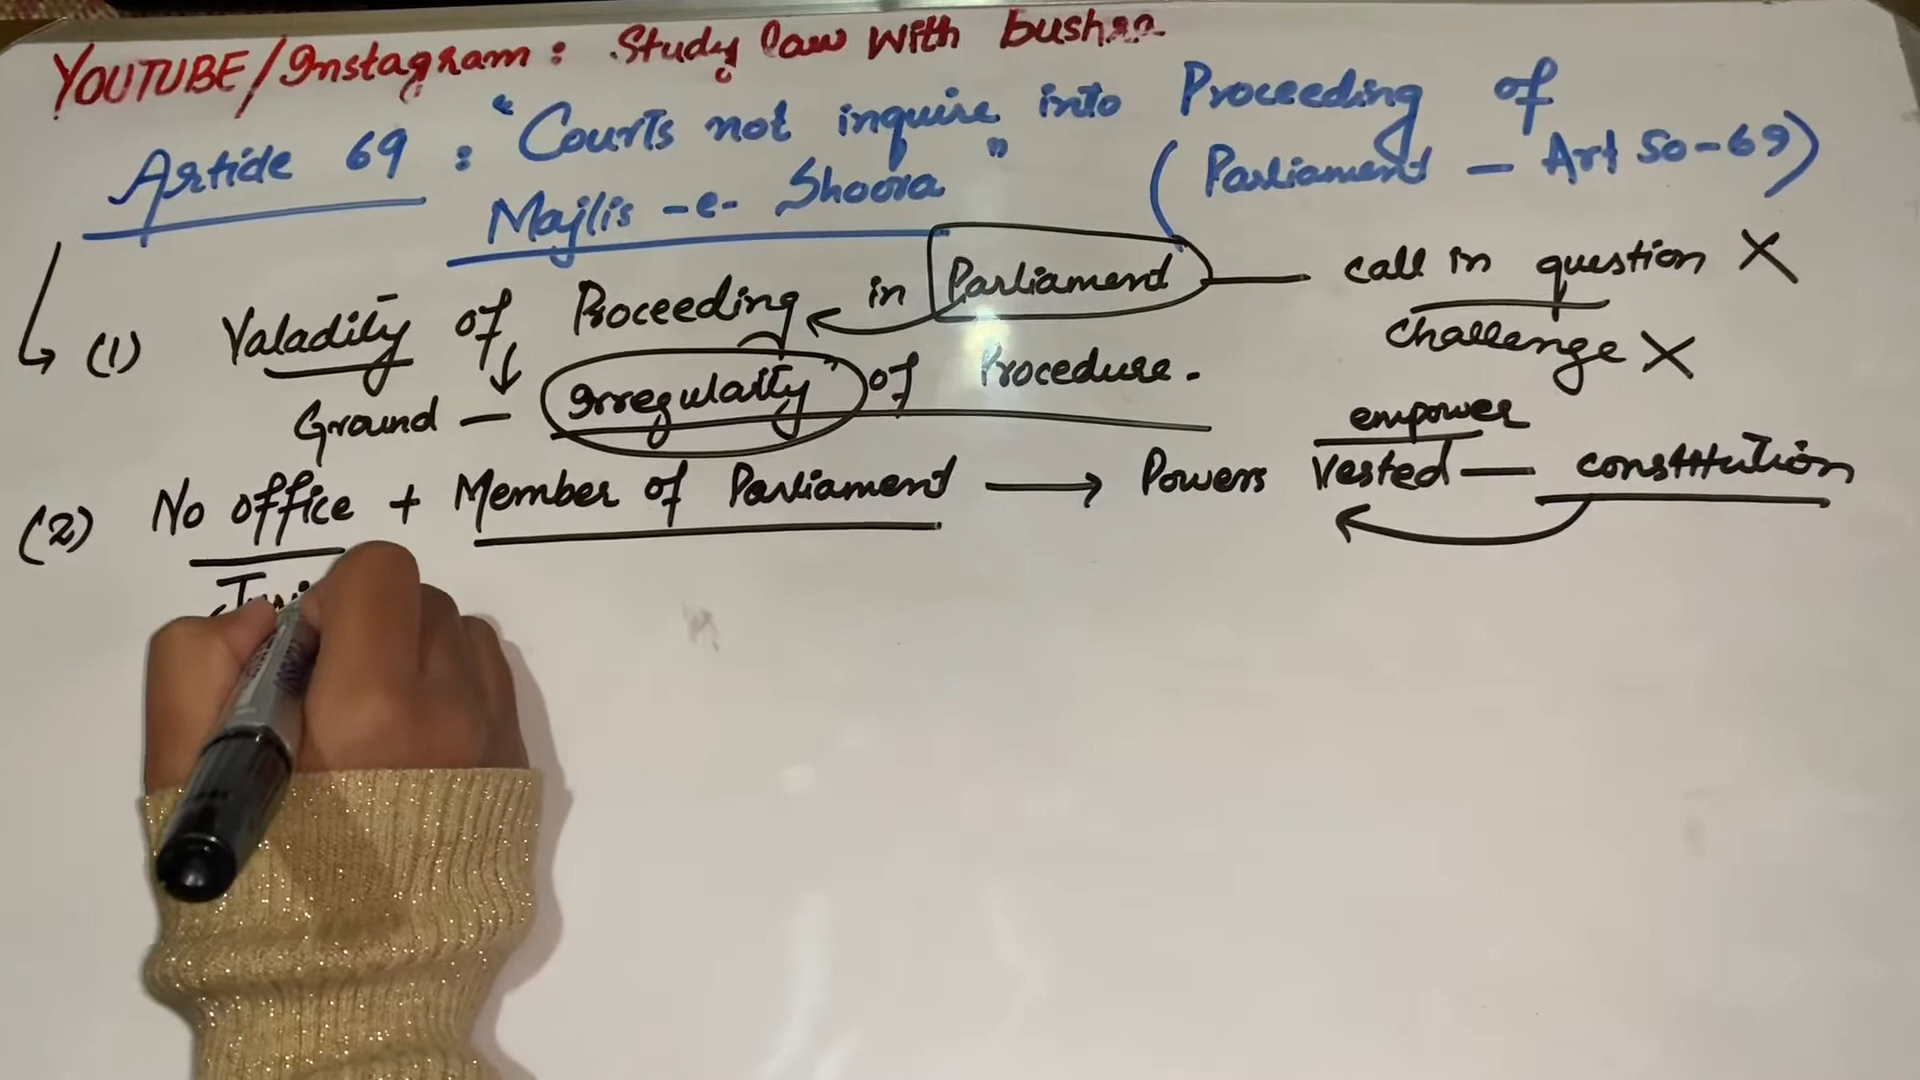 YOUTUBE/Instagram: Study law with bushra
Article 69: "Courts not inquire into Proceeding of
Majlis-e-Shoora" (Parliament - Art 50-69)
(1) Valadity of Proceeding in Parliament — call in question X
challenge X
Ground — Irregularity of Procedure.
empower
(2) No office + Member of Parliament → Powers vested — constitution